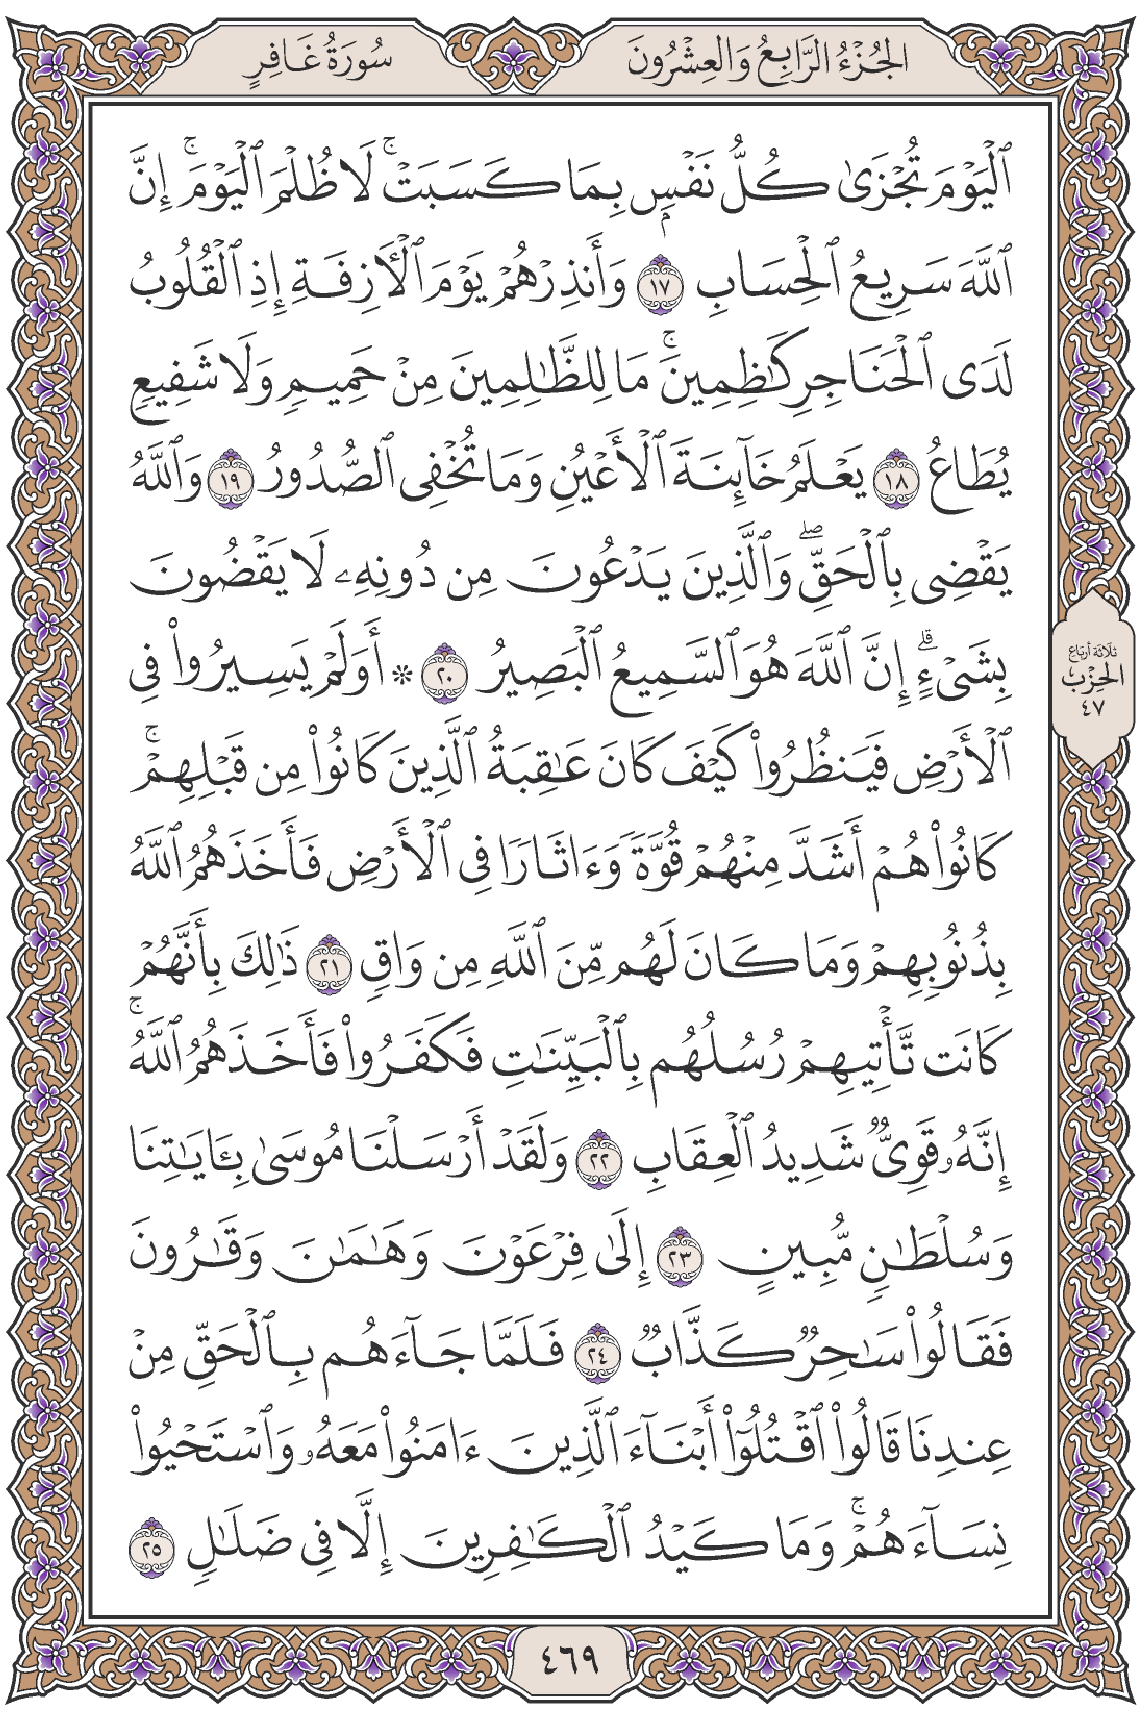 الجُزْءُ الرَّابِعُ وَالعِشْرُونَ
سُورَةُ غَافِرٍ
ٱلْيَوْمَ تُجْزَىٰ كُلُّ نَفْسِۭ بِمَا كَسَبَتْۚ لَا ظُلْمَ ٱلْيَوْمَۚ إِنَّ
ٱللَّهَ سَرِيعُ ٱلْحِسَابِ ١٧ وَأَنذِرْهُمْ يَوْمَ ٱلْأَزِفَةِ إِذِ ٱلْقُلُوبُ
لَدَى ٱلْحَنَاجِرِ كَٰظِمِينَۚ مَا لِلظَّٰلِمِينَ مِنْ حَمِيمٍ وَلَا شَفِيعٍ
يُطَاعُ ١٨ يَعْلَمُ خَآئِنَةَ ٱلْأَعْيُنِ وَمَا تُخْفِى ٱلصُّدُورُ ١٩ وَٱللَّهُ
يَقْضِى بِٱلْحَقِّۖ وَٱلَّذِينَ يَدْعُونَ مِن دُونِهِۦ لَا يَقْضُونَ
بِشَىْءٍۗ إِنَّ ٱللَّهَ هُوَ ٱلسَّمِيعُ ٱلْبَصِيرُ ٢٠ ۞ أَوَلَمْ يَسِيرُوا۟ فِى
ٱلْأَرْضِ فَيَنظُرُوا۟ كَيْفَ كَانَ عَٰقِبَةُ ٱلَّذِينَ كَانُوا۟ مِن قَبْلِهِمْۚ
كَانُوا۟ هُمْ أَشَدَّ مِنْهُمْ قُوَّةً وَءَاثَارًا فِى ٱلْأَرْضِ فَأَخَذَهُمُ ٱللَّهُ
بِذُنُوبِهِمْ وَمَا كَانَ لَهُم مِّنَ ٱللَّهِ مِن وَاقٍ ٢١ ذَٰلِكَ بِأَنَّهُمْ
كَانَت تَّأْتِيهِمْ رُسُلُهُم بِٱلْبَيِّنَٰتِ فَكَفَرُوا۟ فَأَخَذَهُمُ ٱللَّهُۚ
إِنَّهُۥ قَوِىٌّ شَدِيدُ ٱلْعِقَابِ ٢٢ وَلَقَدْ أَرْسَلْنَا مُوسَىٰ بِـَٔايَٰتِنَا
وَسُلْطَٰنٍ مُّبِينٍ ٢٣ إِلَىٰ فِرْعَوْنَ وَهَٰمَٰنَ وَقَٰرُونَ
فَقَالُوا۟ سَٰحِرٌ كَذَّابٌ ٢٤ فَلَمَّا جَآءَهُم بِٱلْحَقِّ مِنْ
عِندِنَا قَالُوا۟ ٱقْتُلُوٓا۟ أَبْنَآءَ ٱلَّذِينَ ءَامَنُوا۟ مَعَهُۥ وَٱسْتَحْيُوا۟
نِسَآءَهُمْۚ وَمَا كَيْدُ ٱلْكَٰفِرِينَ إِلَّا فِى ضَلَٰلٍ ٢٥
ثَلَاثَة أَرْبَاع
الحِزْب
٤٧
٤٦٩